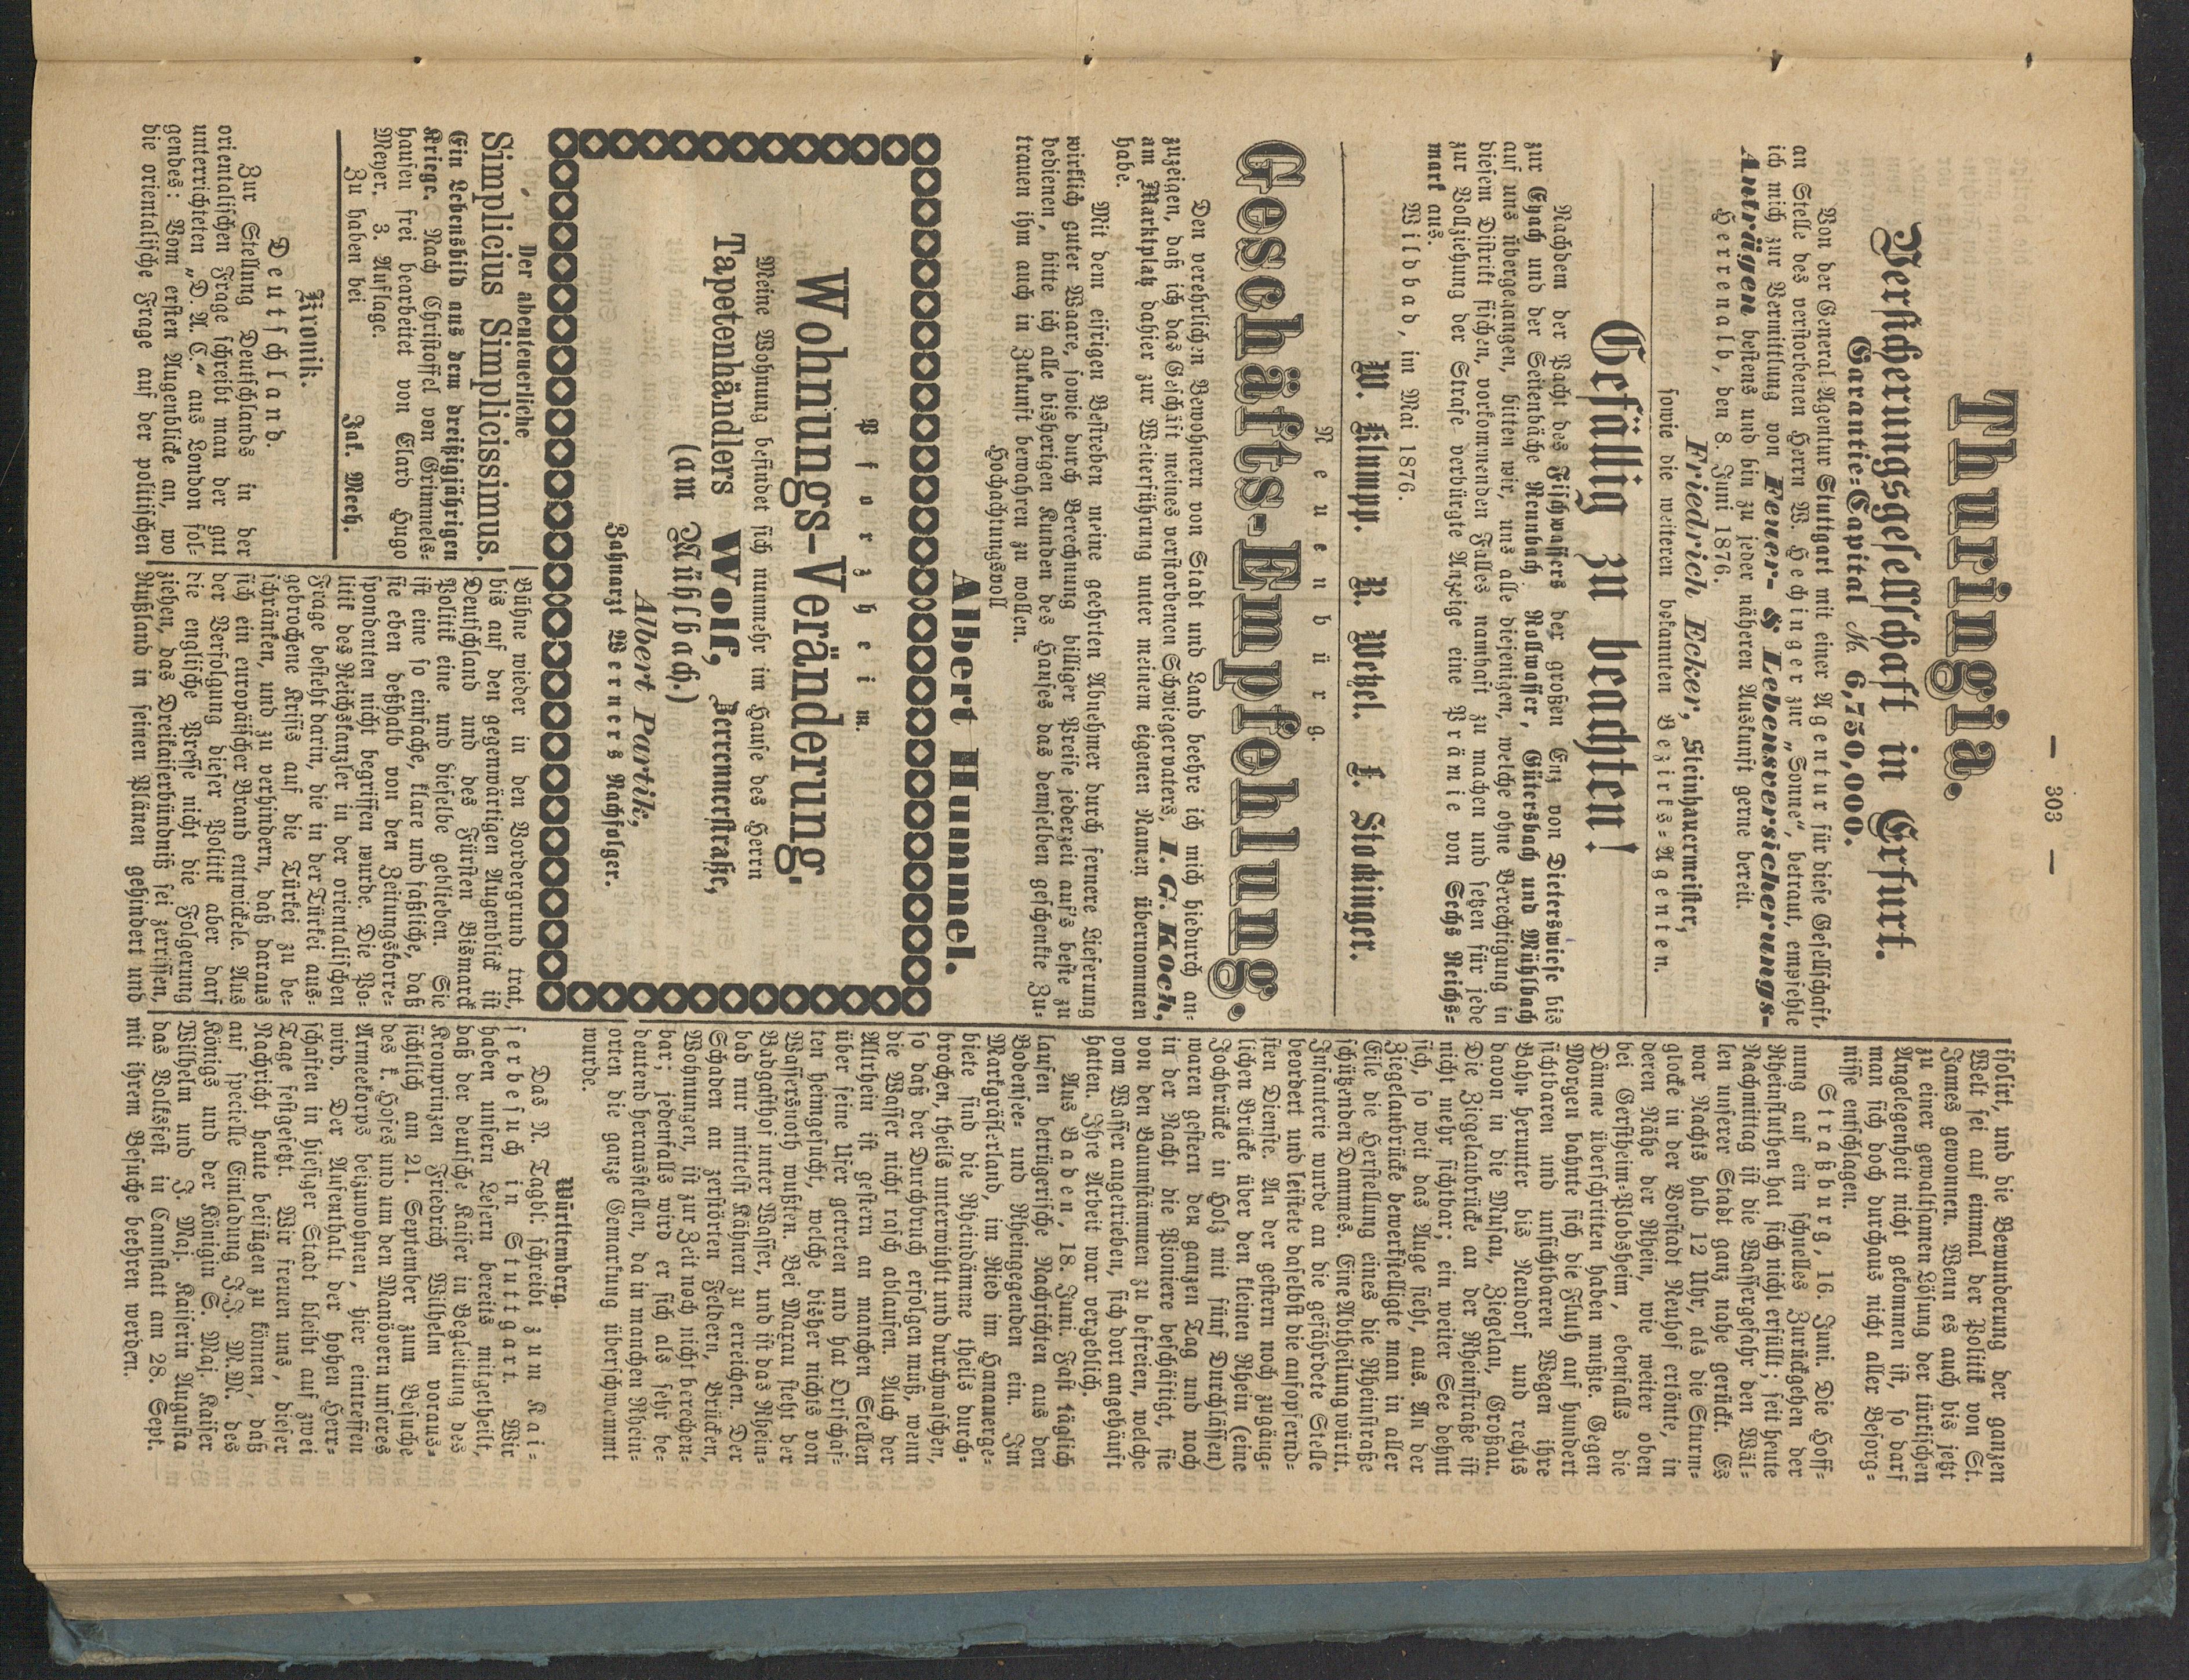 — 303 —
Thuringia.
Verſicherungsgeſellſchaft in Erfurt.
Garantie=Capital M. 6,750,000.
Von der General Agentur Stuttgart mit einer Agentur für dieſe Geſellſchaft,
an Stelle des verſtorbenen Herrn W. Hechinger zur „Sonne“, betraut, empfehle
ich mich zur Vermittlung von Feuer- & Lebensversicherungs-
Anträgen beſtens und bin zu jeder näheren Auskunft gerne bereit.
Herrenalb, den 8. Juni 1876.
Friedrich Ecker, Steinhauermeiſter,
ſowie die weiteren bekannten Bezirks=Agenten.
Gefällig zu beachten!
Nachdem der Pacht des Fiſchwaſſers der großen Enz von Dieterswieſe bis
zur Eyach und der Seitenbäche Rennbach, Rollwaſſer, Gütersbach und Mühlbach
auf uns übergegangen, bitten wir, uns alle diejenigen, welche ohne Berechtigung in
dieſem Diſtrikt fiſchen, vorkommenden Falles namhaft zu machen und ſetzen für jede
zur Vollziehung der Strafe verbürgte Anzeige eine Prämie von Sechs Reichs=
mark aus.
Wildbad, im Mai 1876.
W. Klumpp. K. Wetzel. J. Stockinger.
Neuenbürg.
Geschäfts-Empfehlung.
Den verehrlichen Bewohnern von Stadt und Land beehre ich mich hiedurch an=
zuzeigen, daß ich das Geſchäft meines verſtorbenen Schwiegervaters I. G. Koch,
am Marktplatz dahier zur Weiterführung unter meinem eigenen Namen übernommen
habe.
Mit dem eifrigen Beſtreben meine geehrten Abnehmer durch fernere Lieferung
wirklich guter Waare, ſowie durch Berechnung billiger Preiſe jederzeit auf's beſte zu
bedienen, bitte ich alle bisherigen Kunden des Hauſes das demſelben geſchenkte Zu=
trauen ihm auch in Zukunft bewahren zu wollen.
Hochachtungsvoll
Albert Hummel.
Pforzheim.
Wohnungs-Veränderung.
Meine Wohnung befindet ſich nunmehr im Hauſe des Herrn
Tapetenhändlers Wolf, Zerrennerſtraße,
(am Mühlbach.)
Albert Partik,
Zahnarzt Werners Nachfolger.
Der abenteuerliche
Simplicius Simplicissimus.
Ein Lebensbild aus dem dreißigjährigen
Kriege. Nach Chriſtoffel von Grimmels=
hauſen frei bearbeitet von Elard Hugo
Meyer. 3. Auflage.
Zu haben bei
Jak. Meeh.
Kronik.
Deutſchland.
Zur Stellung Deutſchlands in der
orientaliſchen Frage ſchreibt man der gut
unterrichteten „D. R. C.“ aus London fol=
gendes: Vom erſten Augenblicke an, wo
die orientaliſche Frage auf der politiſchen
Bühne wieder in den Vordergrund trat,
bis auf den gegenwärtigen Augenblick iſt
Deutſchland und des Fürſten Bismarck
Politik eine und dieſelbe geblieben. Sie
iſt eine ſo einfache, klare und faßliche, daß
ſie eben deßhalb von den Zeitungskorre=
ſpondenten nicht begriffen wurde. Die Po=
litik des Reichskanzler in der orientaliſchen
Frage beſteht darin, die in der Türkei aus=
gebrochene Kriſis auf die Türkei zu be=
ſchränken, und zu verhindern, daß daraus
ſich ein europäiſcher Brand entwickele. Aus
der Verfolgung dieſer Politik aber darf
die engliſche Preſſe nicht die Folgerung
ziehen, das Dreikaiſerbündniß ſei zerriſſen,
Rußland in ſeinen Plänen gehindert und
iſolirt, und die Bewunderung der ganzen
Welt ſei auf einmal der Politik von St.
James gewonnen. Wenn es auch bis jetzt
zu einer gewaltſamen Löſung der türkiſchen
Angelegenheit nicht gekommen iſt, ſo darf
man ſich doch durchaus nicht aller Beſorg=
niſſe entſchlagen.
Straßburg, 16. Juni. Die Hoff=
nung auf ein ſchnelles Zurückgehen der
Rheinfluthen hat ſich nicht erfüllt; ſeit heute
Nachmittag iſt die Waſſergefahr den Wäl=
len unſerer Stadt ganz nahe gerückt. Es
war Nachts halb 12 Uhr, als die Sturm=
glocke in der Vorſtadt Neuhof ertönte, in
deren Nähe der Rhein, wie weiter oben
bei Gerſtheim=Plobsheim, ebenfalls die
Dämme überſchritten haben mußte. Gegen
Morgen bahnte ſich die Fluth auf hundert
ſichtbaren und unſichtbaren Wegen ihre
Bahn herunter bis Neudorf und rechts
davon in die Muſau, Ziegelau, Großau.
Die Ziegelaubrücke an der Rheinſtraße iſt
nicht mehr ſichtbar; ein weiter See dehnt
ſich, ſo weit das Auge ſieht, aus. An der
Ziegelaubrücke bewerkſtelligte man in aller
Eile die Herſtellung eines die Rheinſtraße
ſchützenden Dammes. Eine Abtheilung württ.
Infanterie wurde an die gefährdete Stelle
beordert und leiſtete daſelbſt die aufopfernd=
ſten Dienſte. An der geſtern noch zugäng=
lichen Brücke über den kleinen Rhein (eine
Jochbrücke in Holz mit fünf Durchläſſen)
waren geſtern den ganzen Tag und noch
in der Nacht die Pioniere beſchäftigt, ſie
von den Baumſtämmen zu befreien, welche
vom Waſſer angetrieben, ſich dort angehäuft
hatten. Ihre Arbeit war vergeblich.
Aus Baden, 18. Juni. Faſt täglich
laufen betrügeriſche Nachrichten aus den
Bodenſee= und Rheingegenden ein. Im
Markgräflerland, im Ried im Hanauerge=
biete ſind die Rheindämme theils durch=
brochen, theils unterwühlt und durchwaſchen,
ſo daß der Durchbruch erfolgen muß, wenn
die Waſſer nicht raſch ablaufen. Auch der
Altrhein iſt geſtern an manchen Stellen
über ſeine Ufer getreten und hat Ortſchaf=
ten heimgeſucht, welche bisher nichts von
Waſſersnoth wußten. Bei Maxau ſteht der
Badgaſthof unter Waſſer, und iſt das Rhein=
bad nur mittelſt Kähnen zu erreichen. Der
Schaden an zerſtörten Feldern, Brücken,
Wohnungen, iſt zur Zeit noch nicht berechen=
bar; jedenfalls wird er ſich als ſehr be=
deutend herausſtellen, da in manchen Rhein=
orten die ganze Gemarkung überſchwemmt
wurde.
Württemberg.
Das N. Tagbl. ſchreibt zum Kai=
ſerbeſuch in Stuttgart. Wir
haben unſern Leſern bereits mitgetheilt,
daß der deutſche Kaiſer in Begleitung des
Kronprinzen Friedrich Wilhelm voraus=
ſichtlich am 21. September zum Beſuche
des k. Hofes und um den Manövern unſeres
Armeekorps beizuwohnen, hier eintreffen
wird. Der Aufenthalt der hohen Herr=
ſchaften in hieſiger Stadt bleibt auf zwei
Tage feſtgeſetzt. Wir freuen uns, dieſer
Nachricht heute beifügen zu können, daß
auf ſpecielle Einladung J.J. M.M. des
Königs und der Königin S. Maj. Kaiſer
Wilhelm und J Maj. Kaiſerin Auguſta
das Volksfeſt in Cannſtatt am 28. Sept.
mit ihrem Beſuche beehren werden.